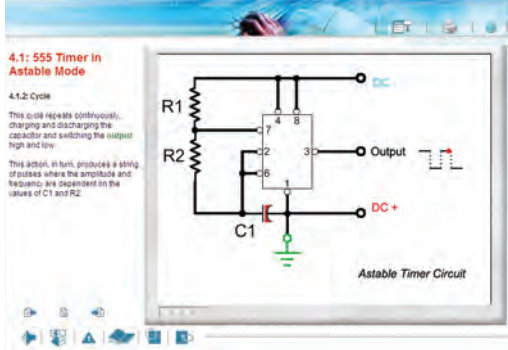 4.1: 555 Timer in
Astable Mode
4.1.2: Cycle
This cycle repeats continuously,
charging and discharging the
capacitor and switching the output
high and low.
This action, in turn, produces a string
of pulses where the amplitude and
frequency are dependent on the
values of C1 and R2
DC -
R1
4 8
7
R2
2
3
Output
6
1
DC +
C1
Astable Timer Circuit